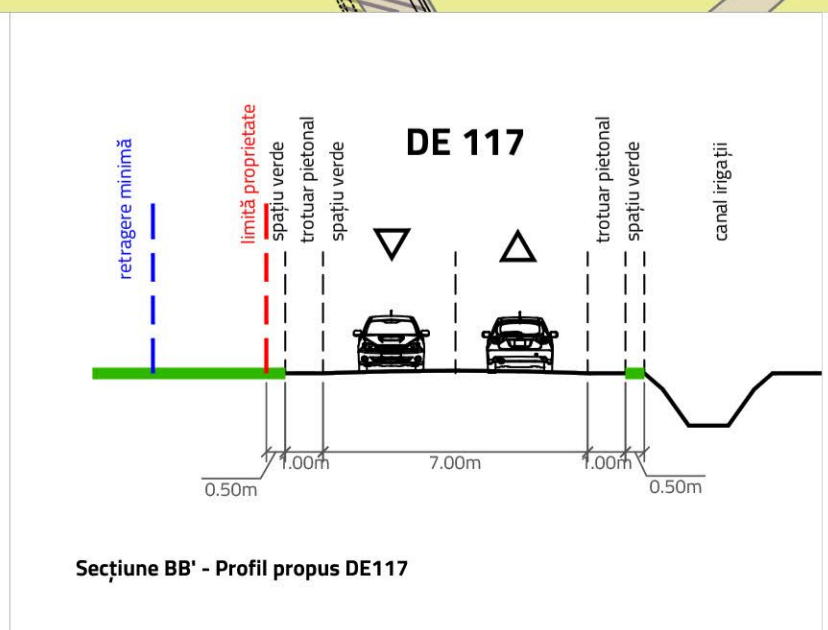 DE 117
retragere minimă
limită proprietate
spațiu verde
trotuar pietonal
spațiu verde
trotuar pietonal
spațiu verde
canal irigații
1.00m
7.00m
1.00m
0.50m
0.50m
Secțiune BB' - Profil propus DE117